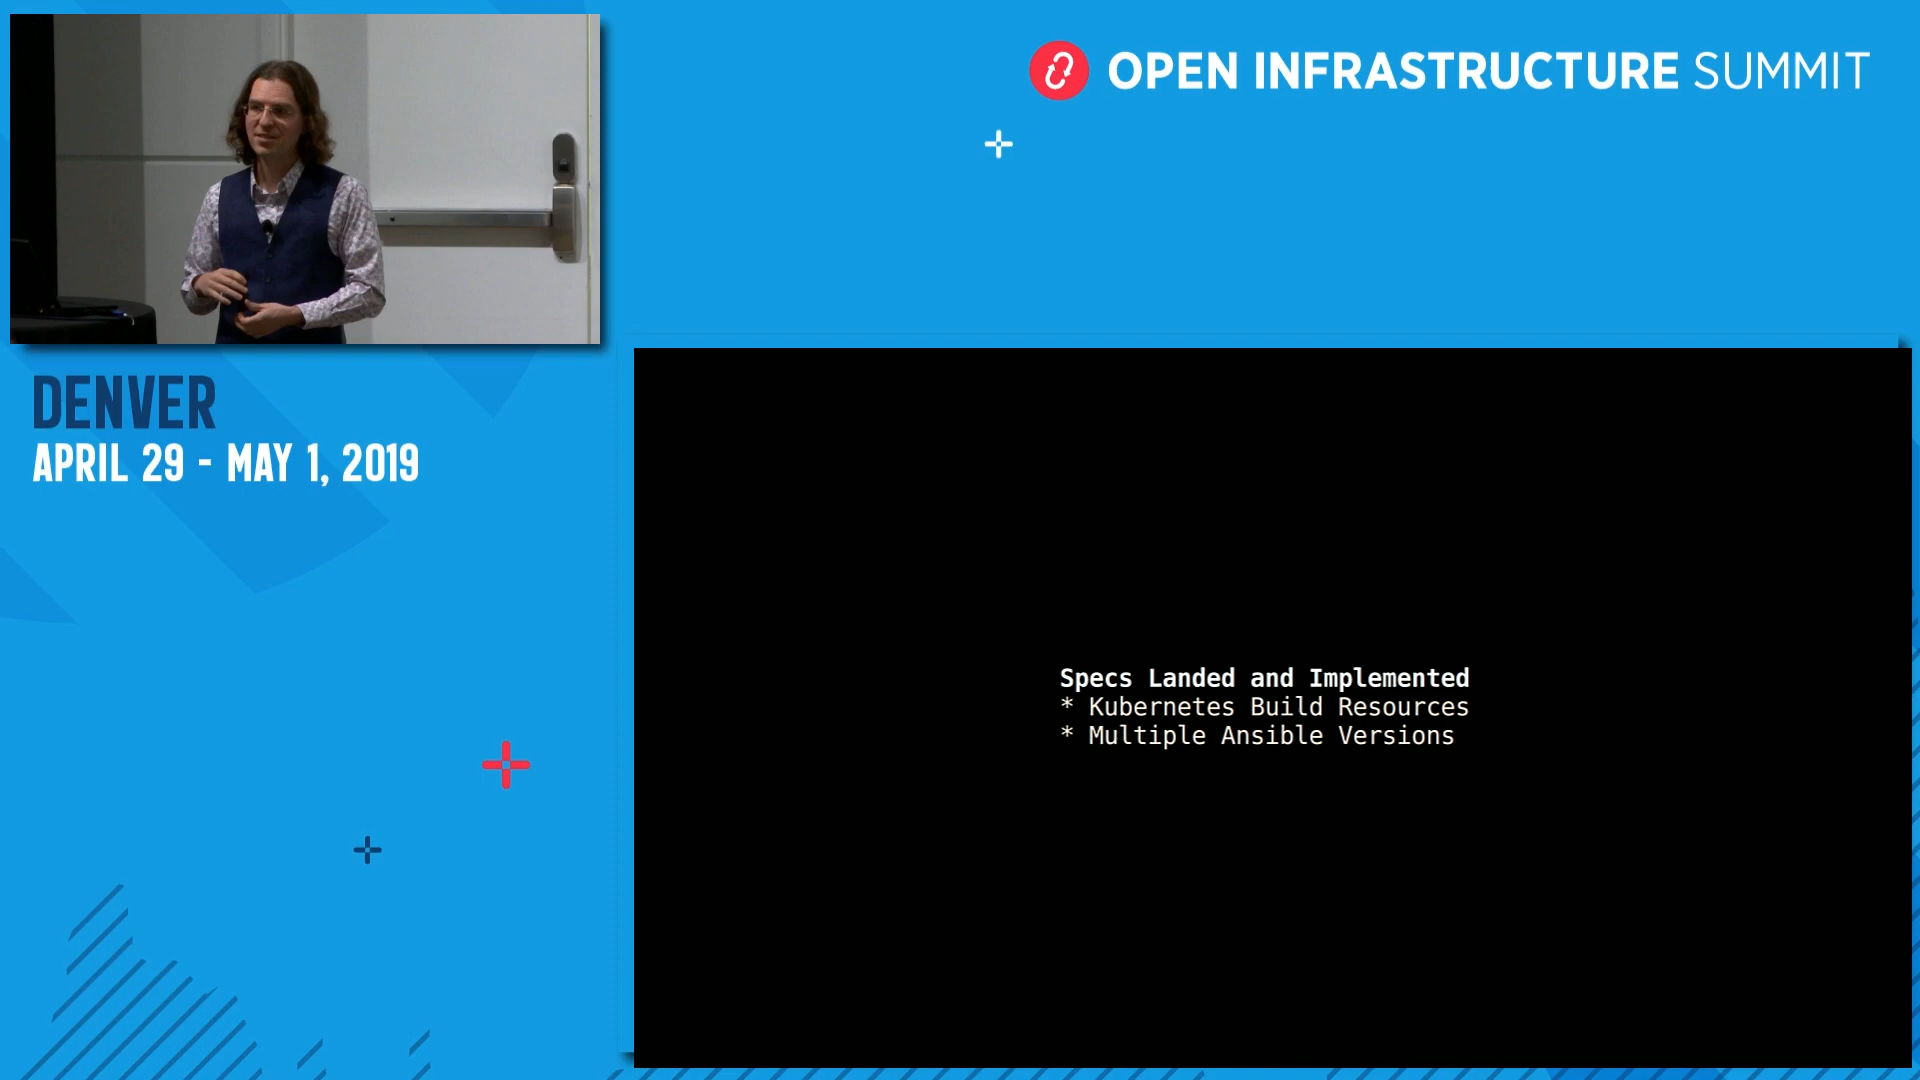 OPEN INFRASTRUCTURE SUMMIT
DENVER
APRIL 29 - MAY 1, 2019
Specs Landed and Implemented
* Kubernetes Build Resources
* Multiple Ansible Versions